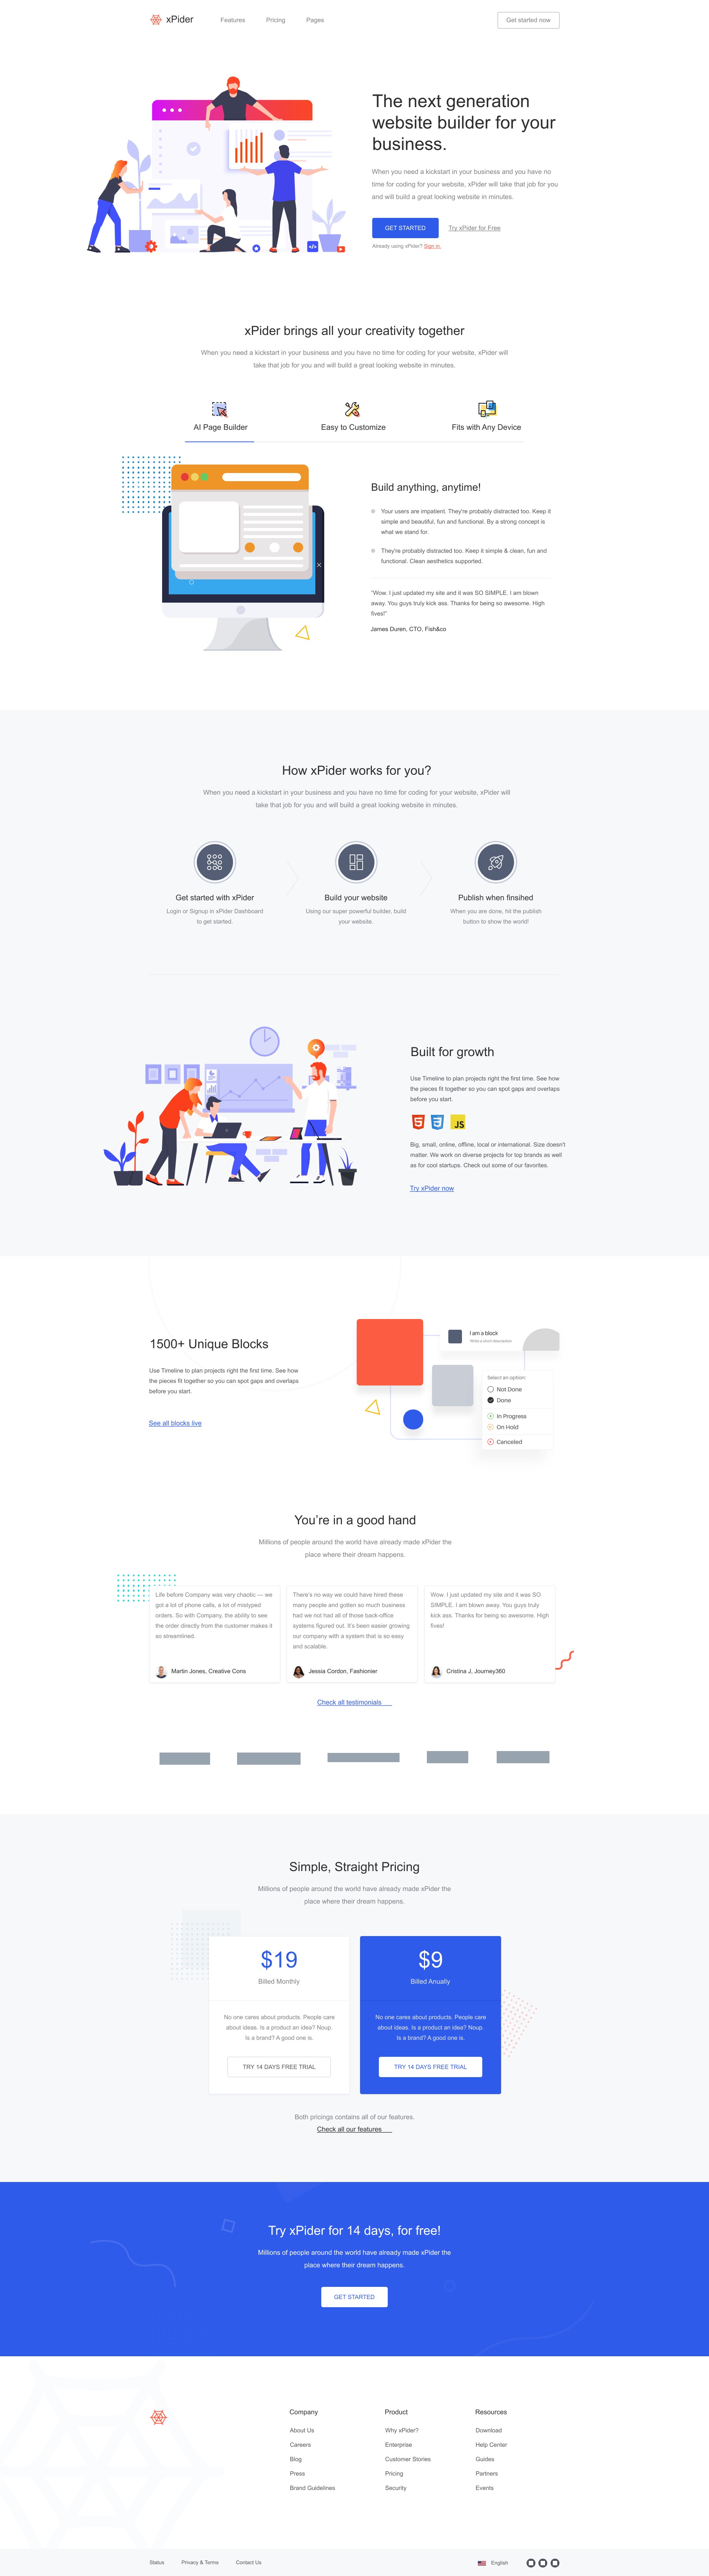 xPider
Features
Pricing
Pages
Get started now
The next generation
website builder for your
business.
When you need a kickstart in your business and you have no
time for coding for your website, xPider will take that job for you
and will build a great looking website in minutes.
GET STARTED
Try xPider for Free
Already using xPider? Sign in.
</>
xPider brings all your creativity together
When you need a kickstart in your business and you have no time for coding for your website, xPider will
take that job for you and will build a great looking website in minutes.
AI Page Builder
Easy to Customize
Fits with Any Device
Build anything, anytime!
Your users are impatient. They're probably distracted too. Keep it
simple and beautiful, fun and functional. By a strong concept is
what we stand for.
They're probably distracted too. Keep it simple & clean, fun and
functional. Clean aesthetics supported.
"Wow. I just updated my site and it was SO SIMPLE. I am blown
away. You guys truly kick ass. Thanks for being so awesome. High
fives!"
James Duren, CTO, Fish&co
How xPider works for you?
When you need a kickstart in your business and you have no time for coding for your website, xPider will
take that job for you and will build a great looking website in minutes.
Get started with xPider
Login or Signup in xPider Dashboard
to get started.
Build your website
Using our super powerful builder, build
your website.
Publish when finsihed
When you are done, hit the publish
button to show the world!
Built for growth
Use Timeline to plan projects right the first time. See how
the pieces fit together so you can spot gaps and overlaps
before you start.
5
3
JS
Big, small, online, offline, local or international. Size doesn't
matter. We work on diverse projects for top brands as well
as for cool startups. Check out some of our favorites.
Try xPider now
1500+ Unique Blocks
Use Timeline to plan projects right the first time. See how
the pieces fit together so you can spot gaps and overlaps
before you start.
See all blocks live
I am a block
Write a short description
Select an option:
Not Done
Done
In Progress
On Hold
Canceled
You're in a good hand
Millions of people around the world have already made xPider the
place where their dream happens.
Life before Company was very chaotic — we
got a lot of phone calls, a lot of mistyped
orders. So with Company, the ability to see
the order directly from the customer makes it
so streamlined.
Martin Jones, Creative Cons
There's no way we could have hired these
many people and gotten so much business
had we not had all of those back-office
systems figured out. It's been easier growing
our company with a system that is so easy
and scalable.
Jessia Cordon, Fashionier
Wow. I just updated my site and it was SO
SIMPLE. I am blown away. You guys truly
kick ass. Thanks for being so awesome. High
fives!
Cristina J, Journey360
Check all testimonials
Simple, Straight Pricing
Millions of people around the world have already made xPider the
place where their dream happens.
$19
Billed Monthly
No one cares about products. People care
about ideas. Is a product an idea? Noup.
Is a brand? A good one is.
TRY 14 DAYS FREE TRIAL
$9
Billed Anually
No one cares about products. People care
about ideas. Is a product an idea? Noup.
Is a brand? A good one is.
TRY 14 DAYS FREE TRIAL
Both pricings contains all of our features.
Check all our features
Try xPider for 14 days, for free!
Millions of people around the world have already made xPider the
place where their dream happens.
GET STARTED
Company
About Us
Careers
Blog
Press
Brand Guidelines
Product
Why xPider?
Enterprise
Customer Stories
Pricing
Security
Resources
Download
Help Center
Guides
Partners
Events
Status
Privacy & Terms
Contact Us
English